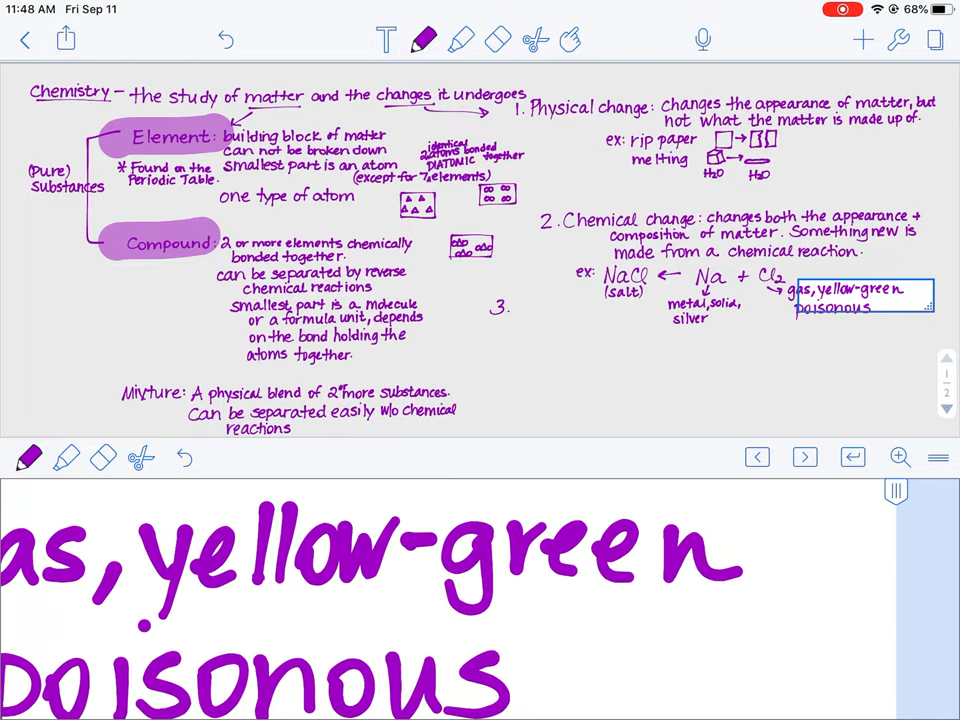 11:48 AM Fri Sep 11
68%
Chemistry – the study of matter and the changes it undergoes
Element: building block of matter
can not be broken down
smallest part is an atom
(except for 7 elements)
identical
2 atoms bonded
together
DIATONIC
* Found on the
Periodic Table.
one type of atom
(Pure)
Substances
Compound: 2 or more elements chemically
bonded together.
can be separated by reverse
chemical reactions
smallest part is a molecule
or a formula unit, depends
on the bond holding the
atoms together.
Mixture: A physical blend of 2 or more substances.
Can be separated easily w/o chemical
reactions
1. Physical change: changes the appearance of matter, but
not what the matter is made up of.
ex: rip paper
melting
H2O H2O
2. Chemical change: changes both the appearance +
composition of matter. Something new is
made from a chemical reaction.
ex: NaCl ← Na + Cl2
(salt)
metal, solid,
silver
gas, yellow-green
poisonous
3.
1
2
as, yellow-green
poisonous